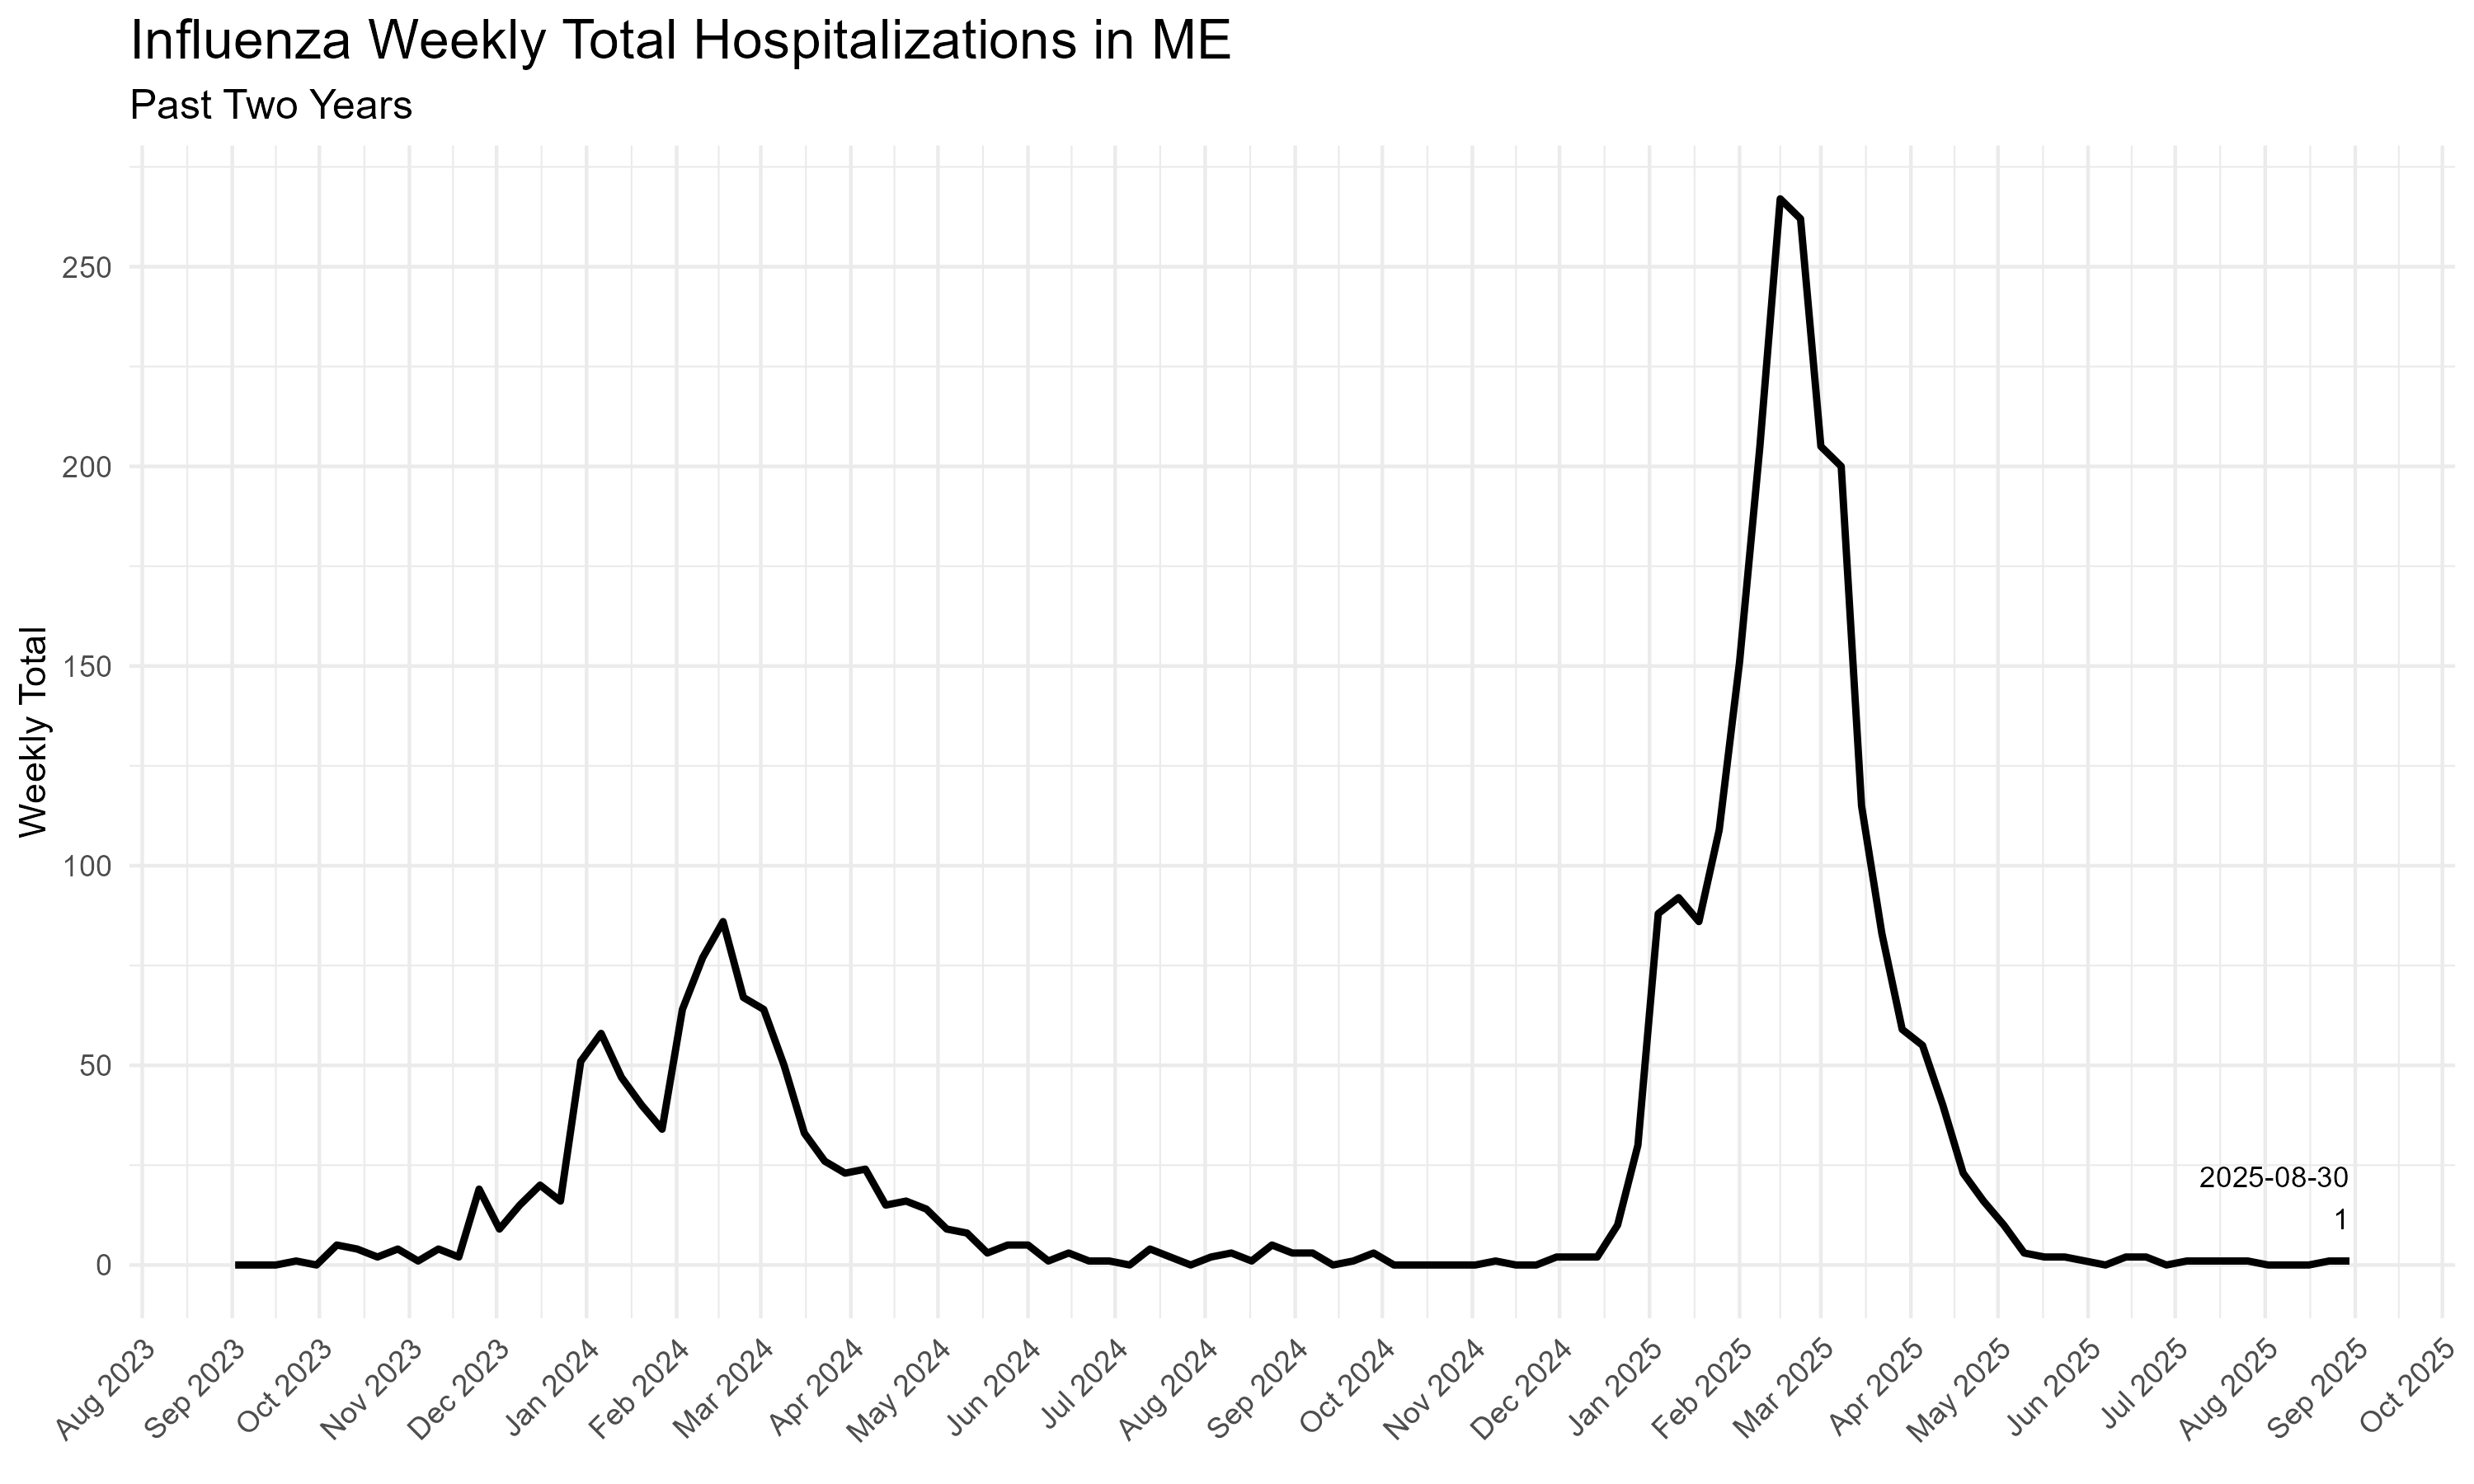 Influenza Weekly Total Hospitalizations in ME
Past Two Years
Weekly Total
250
200
150
100
50
0
2025-08-30
1
Aug 2023
Sep 2023
Oct 2023
Nov 2023
Dec 2023
Jan 2024
Feb 2024
Mar 2024
Apr 2024
May 2024
Jun 2024
Jul 2024
Aug 2024
Sep 2024
Oct 2024
Nov 2024
Dec 2024
Jan 2025
Feb 2025
Mar 2025
Apr 2025
May 2025
Jun 2025
Jul 2025
Aug 2025
Sep 2025
Oct 2025